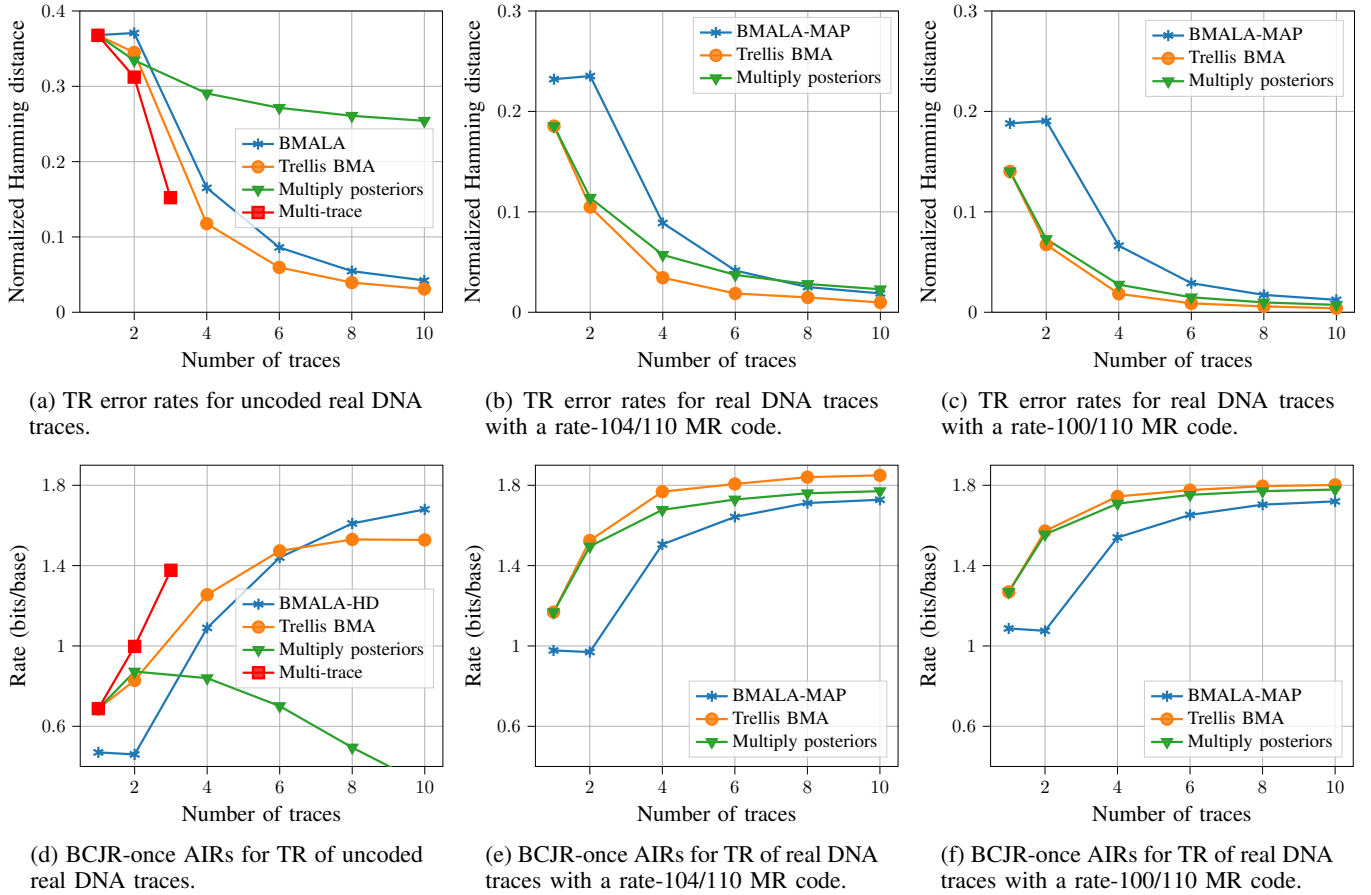 0.4
0.3
0.2
0.1
0
2
4
6
8
10
Normalized Hamming distance
Number of traces
BMALA
Trellis BMA
Multiply posteriors
Multi-trace
(a) TR error rates for uncoded real DNA
traces.
0.3
0.2
0.1
0
2
4
6
8
10
Normalized Hamming distance
Number of traces
BMALA-MAP
Trellis BMA
Multiply posteriors
(b) TR error rates for real DNA traces
with a rate-104/110 MR code.
0.3
0.2
0.1
0
2
4
6
8
10
Normalized Hamming distance
Number of traces
BMALA-MAP
Trellis BMA
Multiply posteriors
(c) TR error rates for real DNA traces
with a rate-100/110 MR code.
1.8
1.4
1
0.6
2
4
6
8
10
Rate (bits/base)
Number of traces
BMALA-HD
Trellis BMA
Multiply posteriors
Multi-trace
(d) BCJR-once AIRs for TR of uncoded
real DNA traces.
1.8
1.4
1
0.6
2
4
6
8
10
Rate (bits/base)
Number of traces
BMALA-MAP
Trellis BMA
Multiply posteriors
(e) BCJR-once AIRs for TR of real DNA
traces with a rate-104/110 MR code.
1.8
1.4
1
0.6
2
4
6
8
10
Rate (bits/base)
Number of traces
BMALA-MAP
Trellis BMA
Multiply posteriors
(f) BCJR-once AIRs for TR of real DNA
traces with a rate-100/110 MR code.